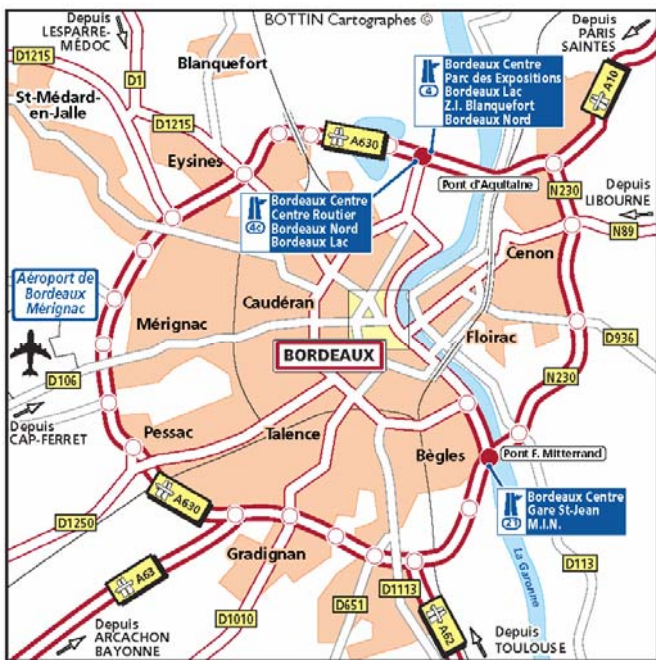 BOTTIN Cartographes ©
Depuis
LESPARRE-
MÉDOC
Depuis
PARIS
SAINTES
D1215
D1
Blanquefort
A10
St-Médard-
en-Jalle
D1215
Eysines
A630
4
Bordeaux Centre
Parc des Expositions
Bordeaux Lac
Z.I. Blanquefort
Bordeaux Nord
Pont d'Aquitaine
N230
Depuis
LIBOURNE
N89
4c
Bordeaux Centre
Centre Routier
Bordeaux Nord
Bordeaux Lac
Cenon
Aéroport de
Bordeaux
Mérignac
Caudéran
Mérignac
Floirac
D936
BORDEAUX
D106
N230
Depuis
CAP-FERRET
Pessac
Talence
Bègles
Pont F. Mitterrand
A630
21
Bordeaux Centre
Gare St-Jean
M.I.N.
D1250
Gradignan
A63
La Garonne
D113
D1010
D651
D1113
A62
Depuis
ARCACHON
BAYONNE
Depuis
TOULOUSE